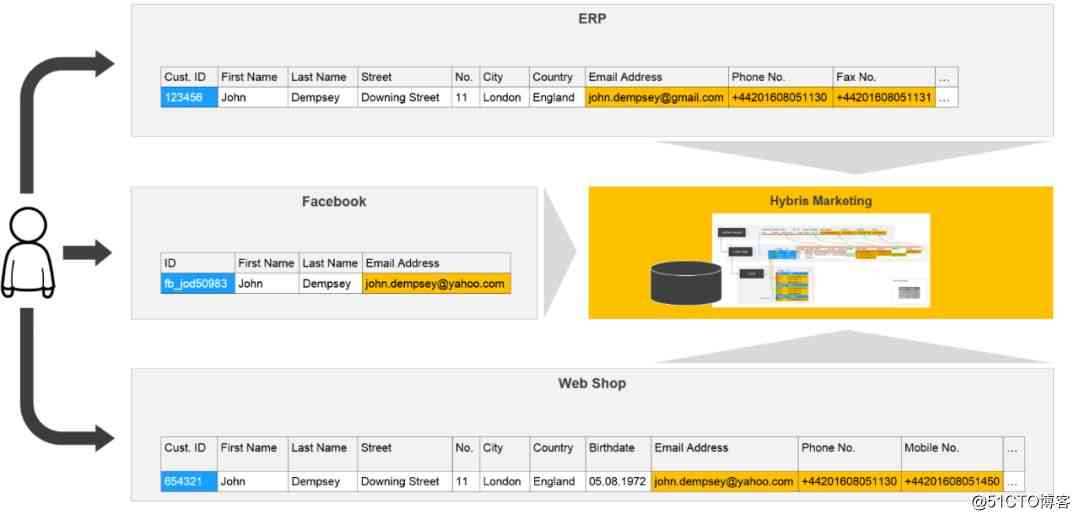 ERP
Cust. ID First Name Last Name Street No. City Country Email Address Phone No. Fax No. ...
123456 John Dempsey Downing Street 11 London England john.dempsey@gmail.com +44201608051130 +44201608051131 ...
Facebook
ID First Name Last Name Email Address
fb_jod50983 John Dempsey john.dempsey@yahoo.com
Hybris Marketing
Web Shop
Cust. ID First Name Last Name Street No. City Country Birthdate Email Address Phone No. Mobile No. ...
654321 John Dempsey Downing Street 11 London England 05.08.1972 john.dempsey@yahoo.com +44201608051130 +44201608051450 ...
@51CTO博客